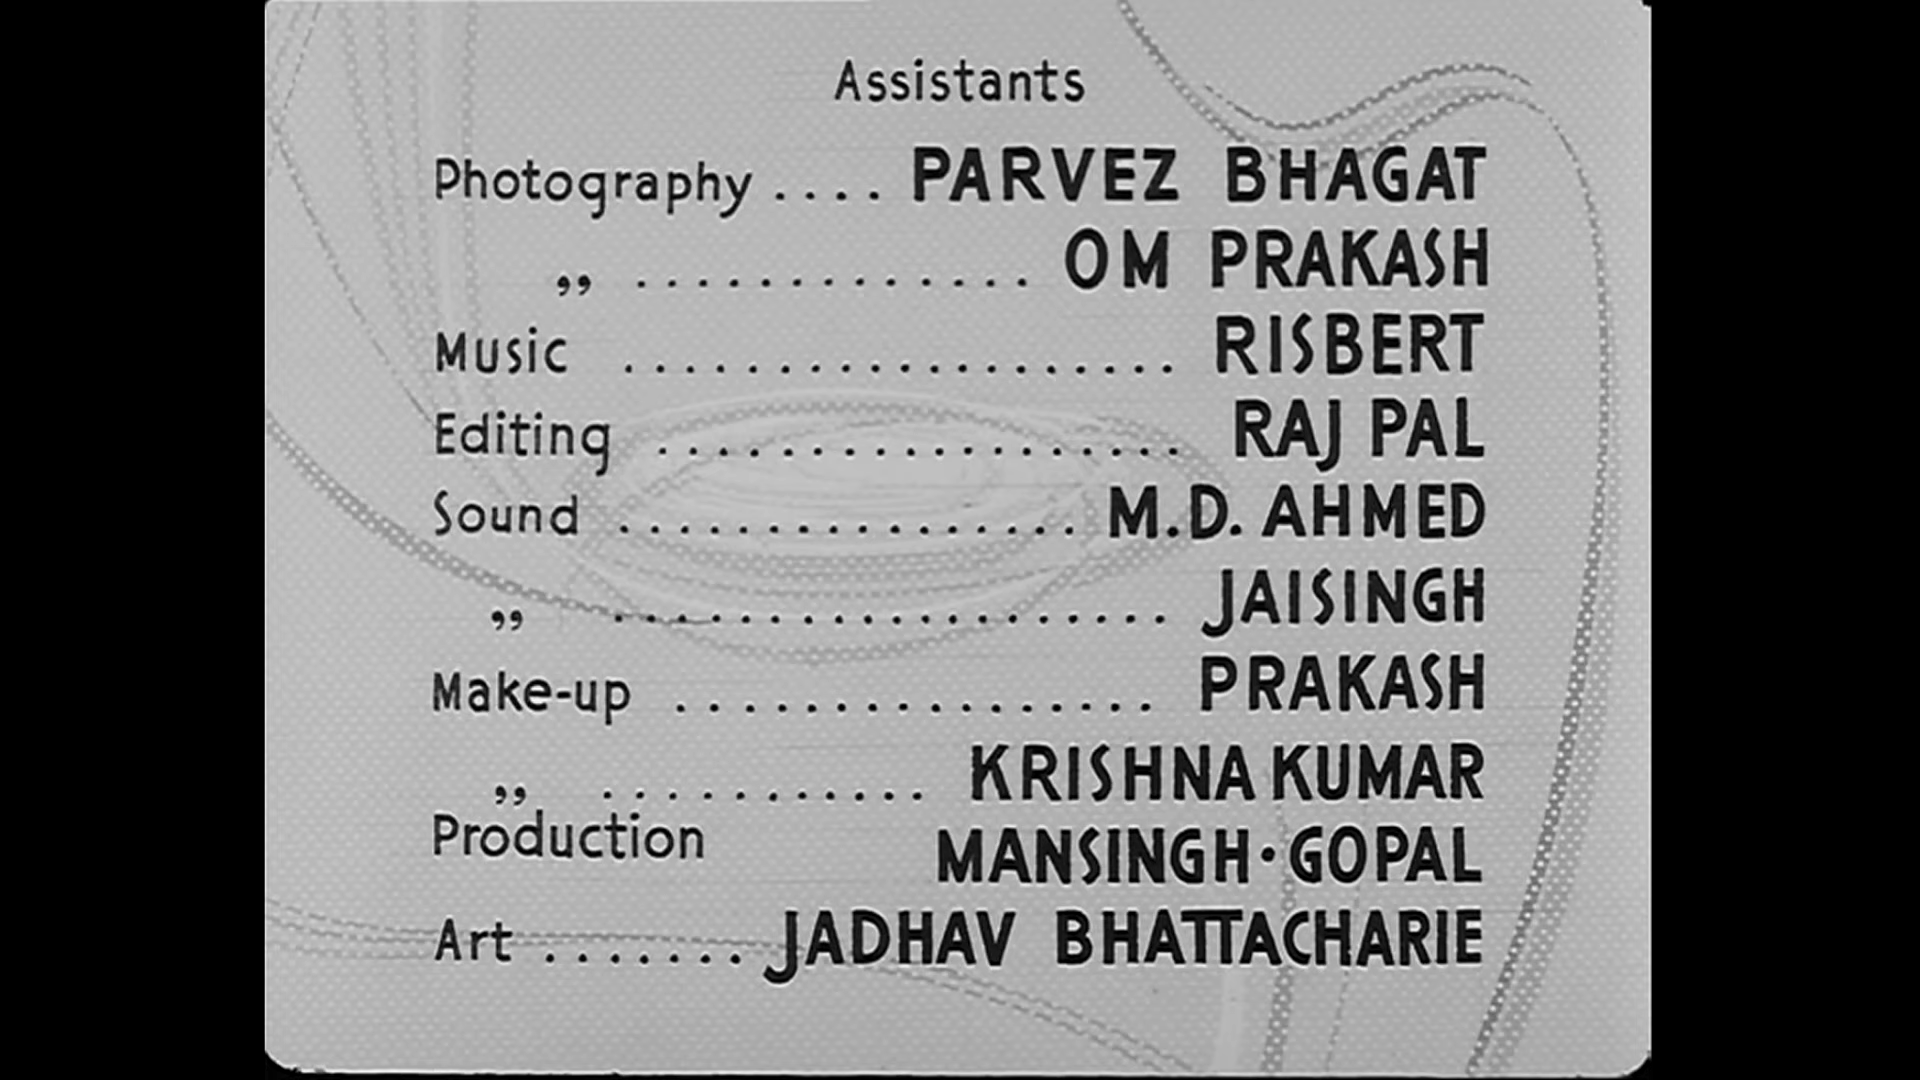 Assistants
Photography .... PARVEZ BHAGAT
,, ............. OM PRAKASH
Music .................. RISBERT
Editing ................. RAJ PAL
Sound ............... M.D. AHMED
,, .................. JAISINGH
Make-up ............... PRAKASH
,, ........... KRISHNA KUMAR
Production MANSINGH · GOPAL
Art ....... JADHAV BHATTACHARIE